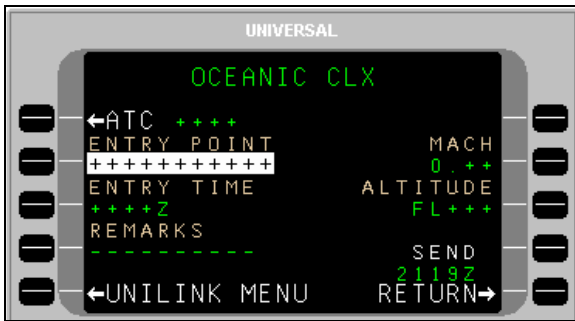 UNIVERSAL
OCEANIC CLX
←ATC ++++
ENTRY POINT MACH
+++++++++++ 0.++
ENTRY TIME ALTITUDE
++++Z FL+++
REMARKS
---------- SEND
2119Z
←UNILINK MENU RETURN→